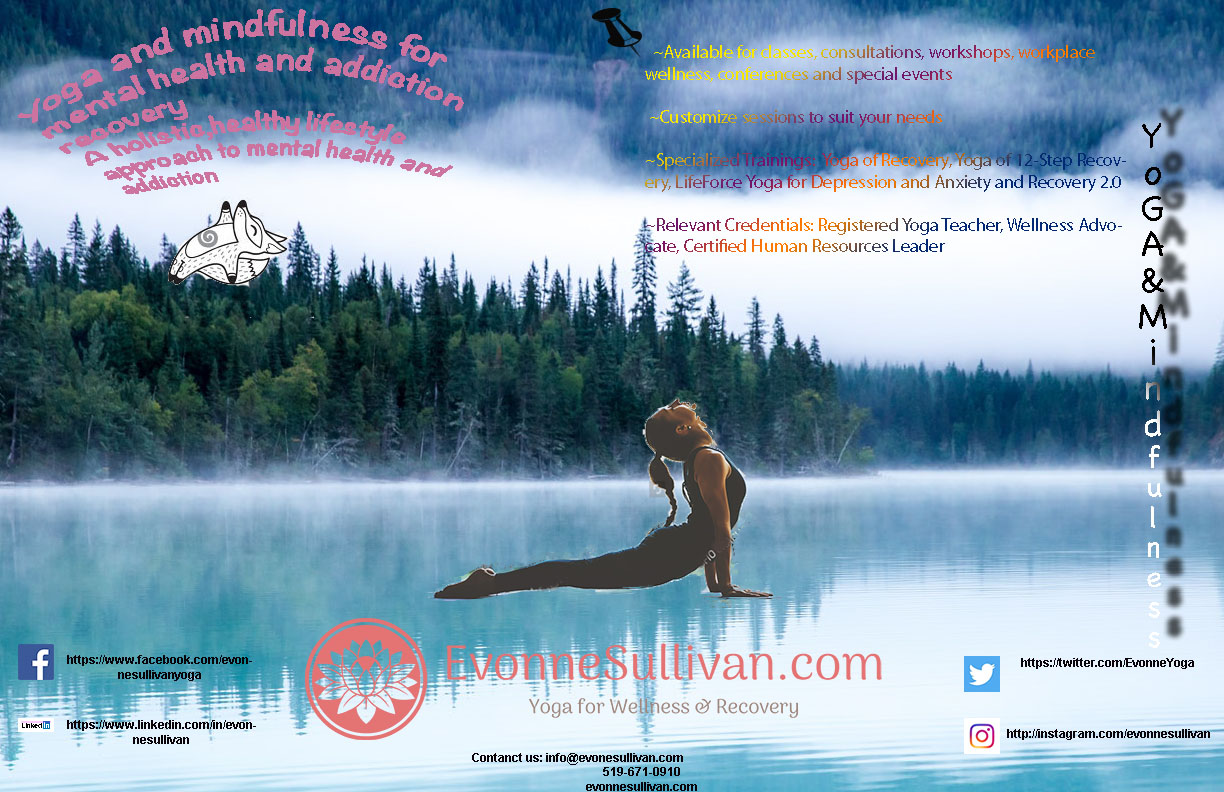 Yoga and mindfulness for
mental health and addiction
recovery
A holistic, healthy lifestyle
approach to mental health and
addiction
~Available for classes, consultations, workshops, workplace
wellness, conferences and special events
~Customize sessions to suit your needs
~Specialized Trainings: Yoga of Recovery, Yoga of 12-Step Recov-
ery, LifeForce Yoga for Depression and Anxiety and Recovery 2.0
~Relevant Credentials: Registered Yoga Teacher, Wellness Advo-
cate, Certified Human Resources Leader
YoGA&Mindfulness
https://www.facebook.com/evon-
nesullivanyoga
Linkedin
https://www.linkedin.com/in/evon-
nesullivan
EvonneSullivan.com
Yoga for Wellness & Recovery
https://twitter.com/EvonneYoga
http://instagram.com/evonnesullivan
Contanct us: info@evonesullivan.com
519-671-0910
evonnesullivan.com